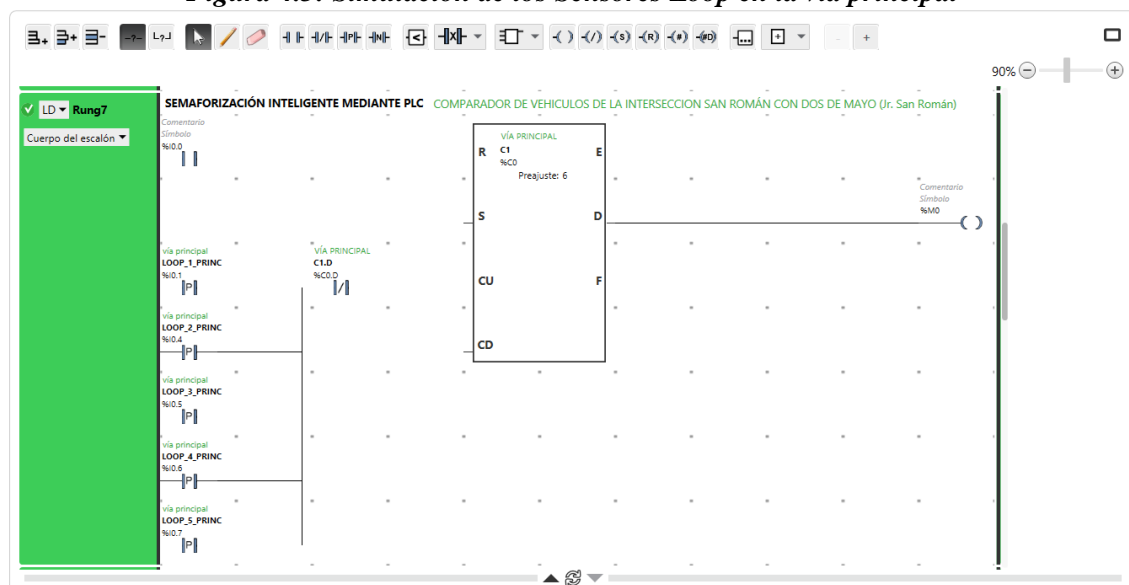 Figura 4.3: Simulación de los Sensores Loop en la vía principal
90%
LD Rung7
Cuerpo del escalón
SEMAFORIZACIÓN INTELIGENTE MEDIANTE PLC COMPARADOR DE VEHICULOS DE LA INTERSECCION SAN ROMÁN CON DOS DE MAYO (Jr. San Román)
Comentario
Símbolo
%I0.0
VÍA PRINCIPAL
R C1 E
%C0
Preajuste: 6
Comentario
Símbolo
%M0
S D
vía principal
LOOP_1_PRINC
%I0.1
P
VÍA PRINCIPAL
C1.D
%C0.D
CU F
vía principal
LOOP_2_PRINC
%I0.4
P
CD
vía principal
LOOP_3_PRINC
%I0.5
P
vía principal
LOOP_4_PRINC
%I0.6
P
vía principal
LOOP_5_PRINC
%I0.7
P